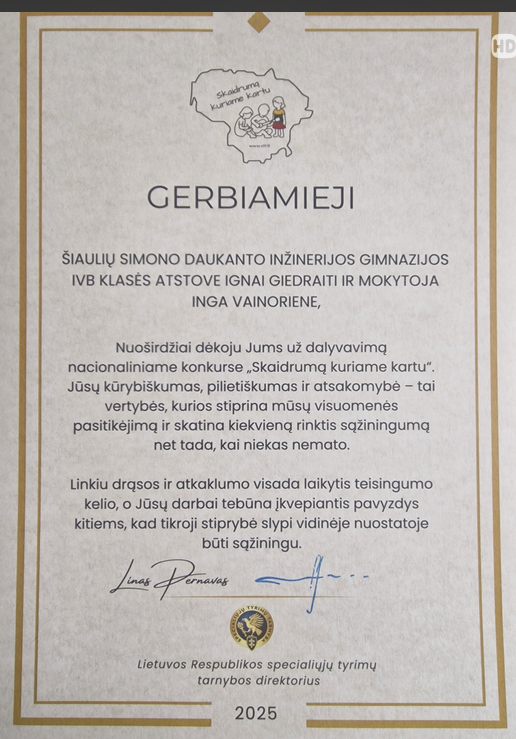 HD
Skaidrumą
kuriame kartu
GERBIAMIEJI
ŠIAULIŲ SIMONO DAUKANTO INŽINERIJOS GIMNAZIJOS
IVB KLASĖS ATSTOVE IGNAI GIEDRAITI IR MOKYTOJA
INGA VAINORIENE,
Nuoširdžiai dėkoju Jums už dalyvavimą
nacionaliniame konkurse „Skaidrumą kuriame kartu“.
Jūsų kūrybiškumas, pilietiškumas ir atsakomybė – tai
vertybės, kurios stiprina mūsų visuomenės
pasitikėjimą ir skatina kiekvieną rinktis sąžiningumą
net tada, kai niekas nemato.
Linkiu drąsos ir atkaklumo visada laikytis teisingumo
kelio, o Jūsų darbai tebūna įkvepiantis pavyzdys
kitiems, kad tikroji stiprybė slypi vidinėje nuostatoje
būti sąžiningu.
Linas Pernavas
SPECIALIŲJŲ TYRIMŲ TARNYBA
Lietuvos Respublikos specialiųjų tyrimų
tarnybos direktorius
2025